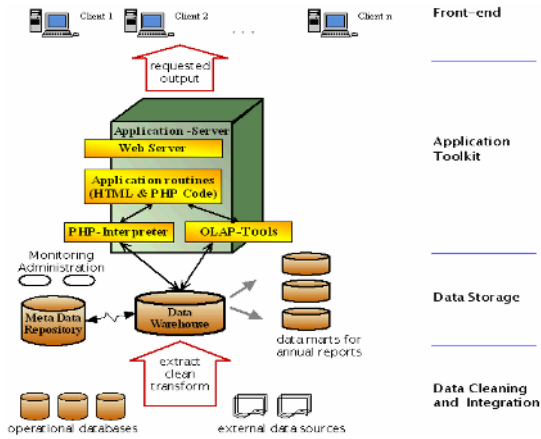 Client 1
Client 2
. . .
Client n
Front-end
requested
output
Application -Server
Web Server
Application routines
(HTML & PHP Code)
PHP-Interpreter
OLAP-Tools
Application
Toolkit
Monitoring
Administration
Meta Data
Repository
Data
Warehouse
data marts for
annual reports
Data Storage
extract
clean
transform
operational databases
external data sources
Data Cleaning
and Integration